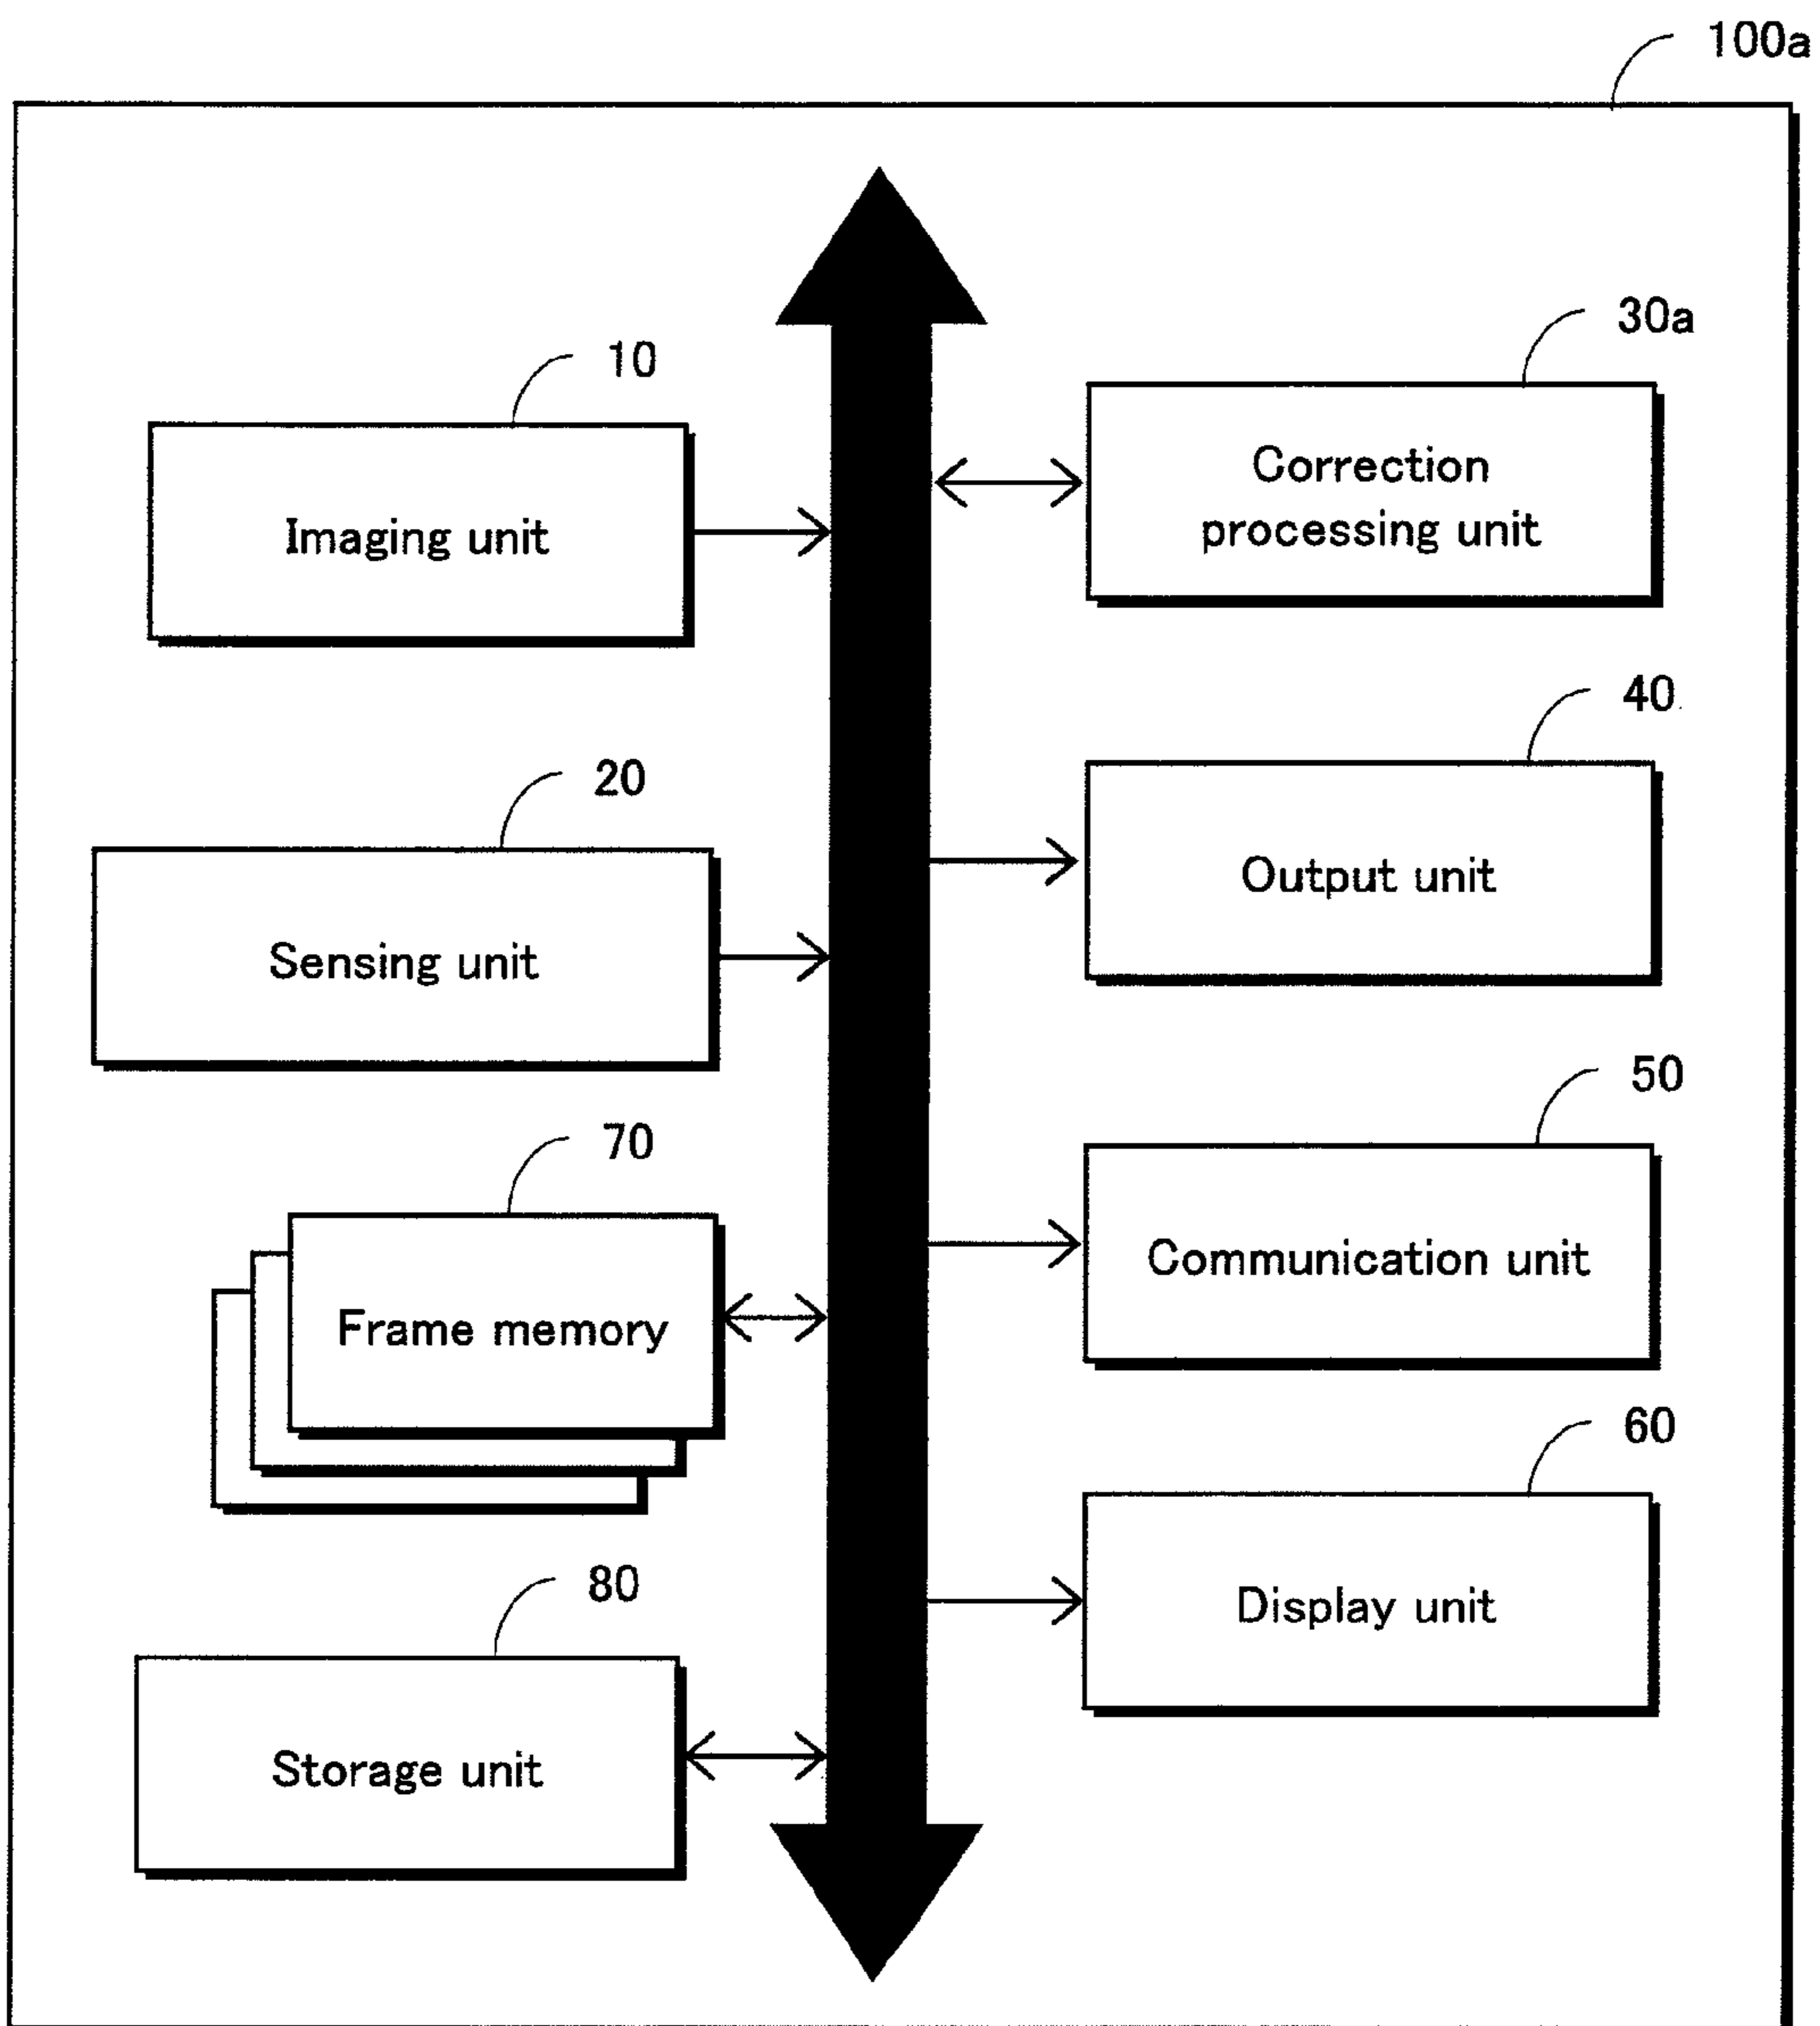 100a
10
Imaging unit
30a
Correction
processing unit
20
Sensing unit
40
Output unit
70
Frame memory
50
Communication unit
80
Storage unit
60
Display unit